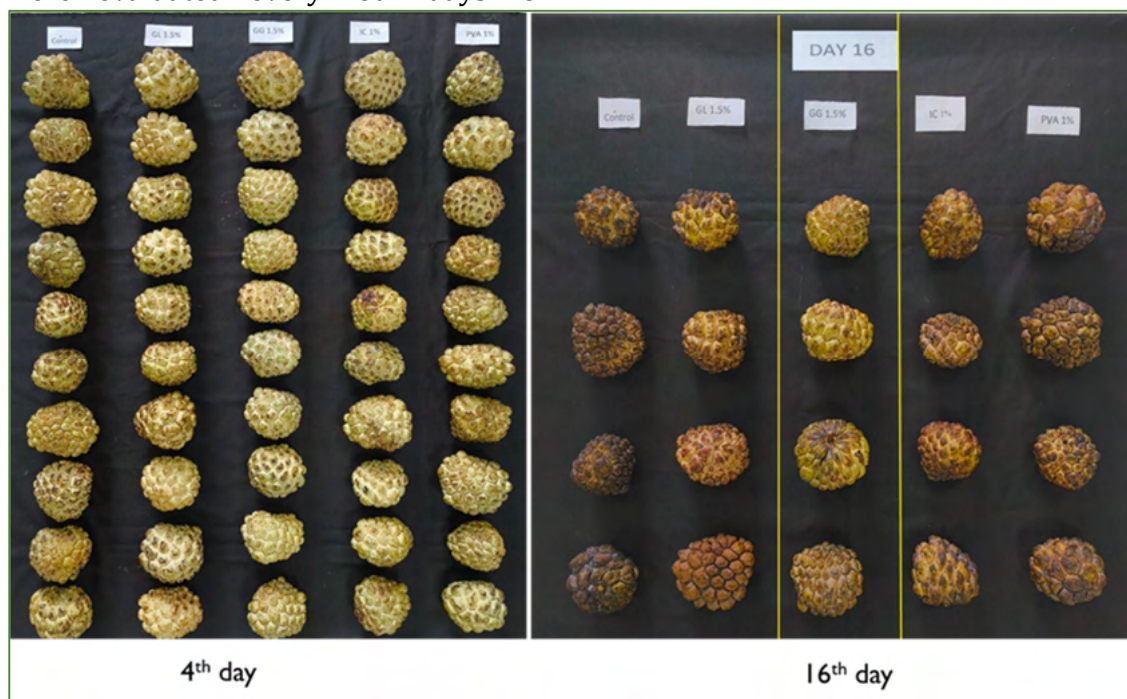 Control
GL 1.5%
GG 1.5%
IC 1%
PVA 1%
DAY 16
Control
GL 1.5%
GG 1.5%
IC 1%
PVA 1%
4th day
16th day